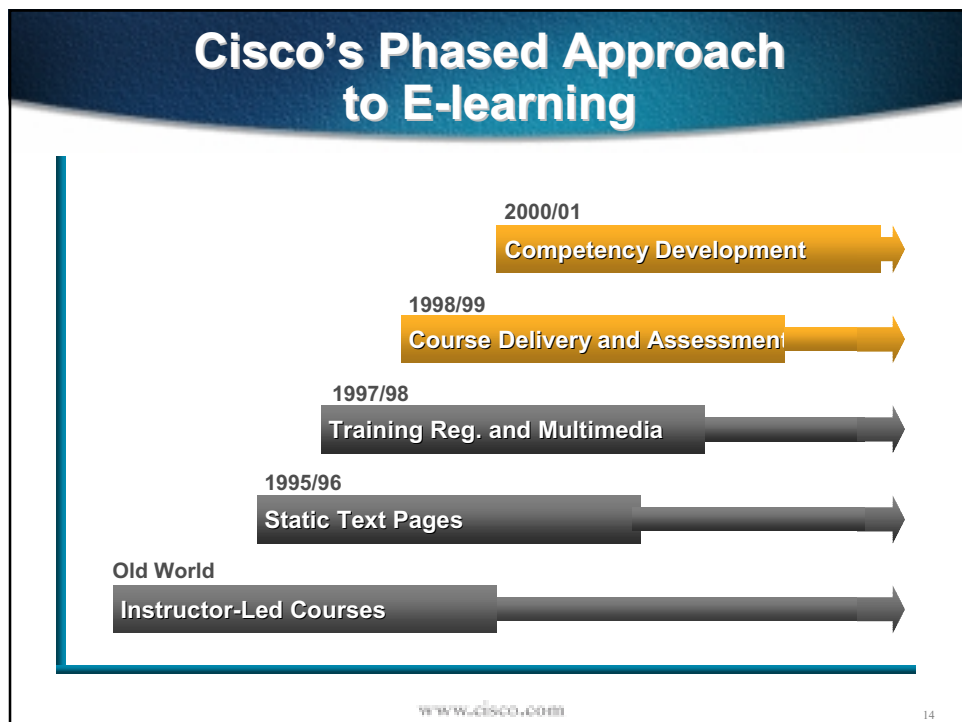 Cisco’s Phased Approach
to E-learning
2000/01
Competency Development
1998/99
Course Delivery and Assessment
1997/98
Training Reg. and Multimedia
1995/96
Static Text Pages
Old World
Instructor-Led Courses
www.cisco.com
14